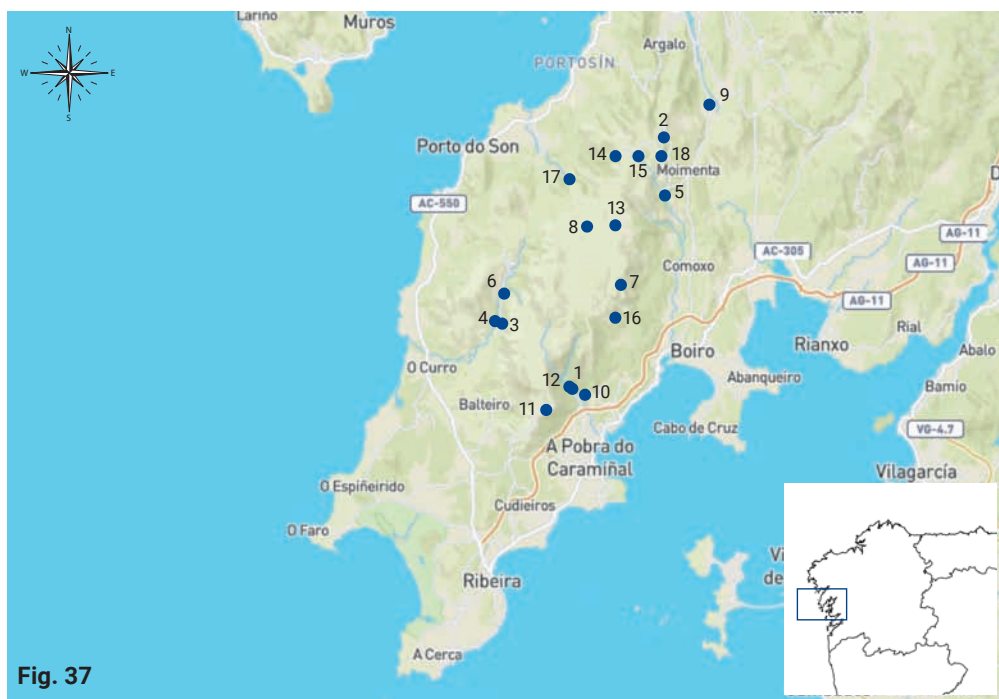 Lariño
Muros
Argalo
PORTOSÍN
N
W
E
S
9
2
Porto do Son
14
15
18
Moimenta
17
5
AC-550
D
8
13
AG-11
AC-305
Comoxo
AG-11
6
7
AG-11
4
3
16
Rial
Boiro
Rianxo
Abalo
O Curro
12
1
Abanqueiro
Bamio
10
Balteiro
11
Cabo de Cruz
VG-4.7
A Pobra do
Caramiñal
Vilagarcía
O Espiñeirido
Cudieiros
O Faro
Vi
de
Ribeira
A Cerca
Fig. 37